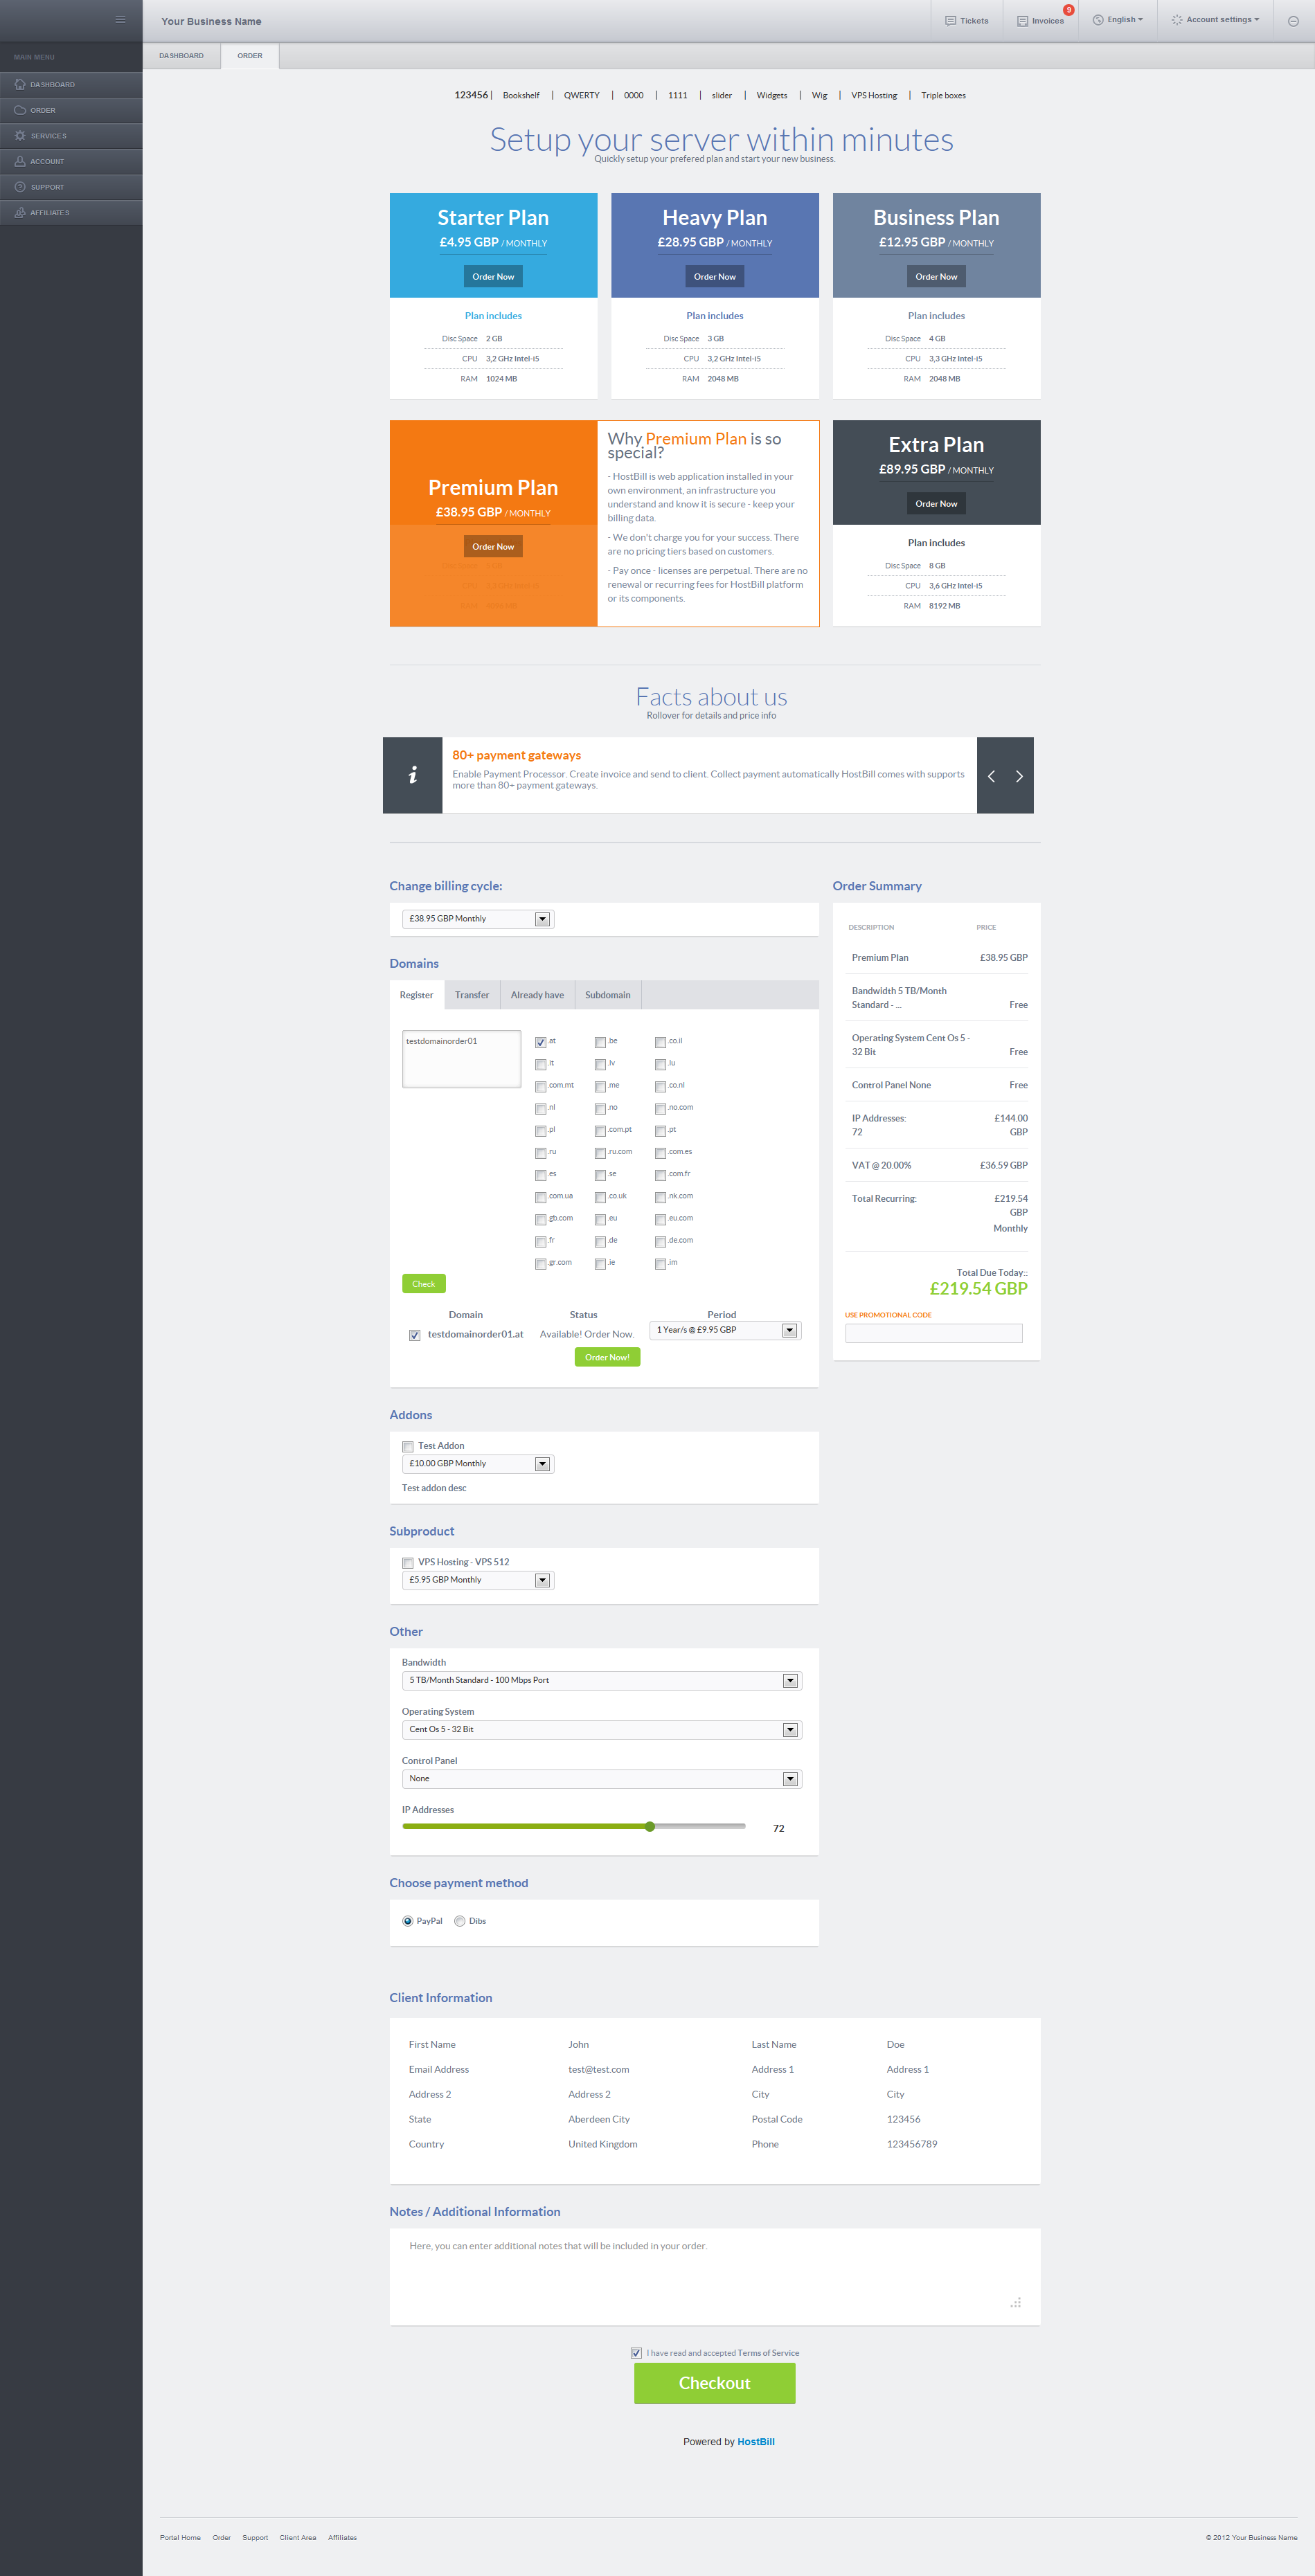 Your Business Name
Tickets
Invoices
9
English
Account settings
MAIN MENU
DASHBOARD
ORDER
SERVICES
ACCOUNT
SUPPORT
AFFILIATES
DASHBOARD
ORDER
123456 | Bookshelf | QWERTY | 0000 | 1111 | slider | Widgets | Wig | VPS Hosting | Triple boxes
Setup your server within minutes
Quickly setup your prefered plan and start your new business.
Starter Plan
£4.95 GBP / MONTHLY
Order Now
Plan includes
Disc Space 2 GB
CPU 3,2 GHz Intel-i5
RAM 1024 MB
Heavy Plan
£28.95 GBP / MONTHLY
Order Now
Plan includes
Disc Space 3 GB
CPU 3,2 GHz Intel-i5
RAM 2048 MB
Business Plan
£12.95 GBP / MONTHLY
Order Now
Plan includes
Disc Space 4 GB
CPU 3,3 GHz Intel-i5
RAM 2048 MB
Premium Plan
£38.95 GBP / MONTHLY
Order Now
Disc Space
CPU
RAM
Why Premium Plan is so
special?
- HostBill is web application installed in your
own environment, an infrastructure you
understand and know it is secure - keep your
billing data.
- We don't charge you for your success. There
are no pricing tiers based on customers.
- Pay once - licenses are perpetual. There are no
renewal or recurring fees for HostBill platform
or its components.
Extra Plan
£89.95 GBP / MONTHLY
Order Now
Plan includes
Disc Space 8 GB
CPU 3,6 GHz Intel-i5
RAM 8192 MB
Facts about us
Rollover for details and price info
i
80+ payment gateways
Enable Payment Processor. Create invoice and send to client. Collect payment automatically HostBill comes with supports
more than 80+ payment gateways.
Change billing cycle:
£38.95 GBP Monthly
Domains
Register
Transfer
Already have
Subdomain
testdomainorder01
.at .be .co.il
.it .lv .lu
.com.mt .me .co.nl
.nl .no .no.com
.pl .com.pt .pt
.ru .ru.com .com.es
.es .se .com.fr
.com.ua .co.uk .nk.com
.gb.com .eu .eu.com
.fr .de .de.com
.gr.com .ie .im
Check
Domain Status Period
testdomainorder01.at Available! Order Now. 1 Year/s @ £9.95 GBP
Order Now!
Order Summary
DESCRIPTION PRICE
Premium Plan £38.95 GBP
Bandwidth 5 TB/Month
Standard - ... Free
Operating System Cent Os 5 -
32 Bit Free
Control Panel None Free
IP Addresses: £144.00
72 GBP
VAT @ 20.00% £36.59 GBP
Total Recurring: £219.54
GBP
Monthly
Total Due Today::
£219.54 GBP
USE PROMOTIONAL CODE
Addons
Test Addon
£10.00 GBP Monthly
Test addon desc
Subproduct
VPS Hosting - VPS 512
£5.95 GBP Monthly
Other
Bandwidth
5 TB/Month Standard - 100 Mbps Port
Operating System
Cent Os 5 - 32 Bit
Control Panel
None
IP Addresses
72
Choose payment method
PayPal
Dibs
Client Information
First Name John Last Name Doe
Email Address test@test.com Address 1 Address 1
Address 2 Address 2 City City
State Aberdeen City Postal Code 123456
Country United Kingdom Phone 123456789
Notes / Additional Information
Here, you can enter additional notes that will be included in your order.
I have read and accepted Terms of Service
Checkout
Powered by HostBill
Portal Home Order Support Client Area Affiliates
© 2012 Your Business Name